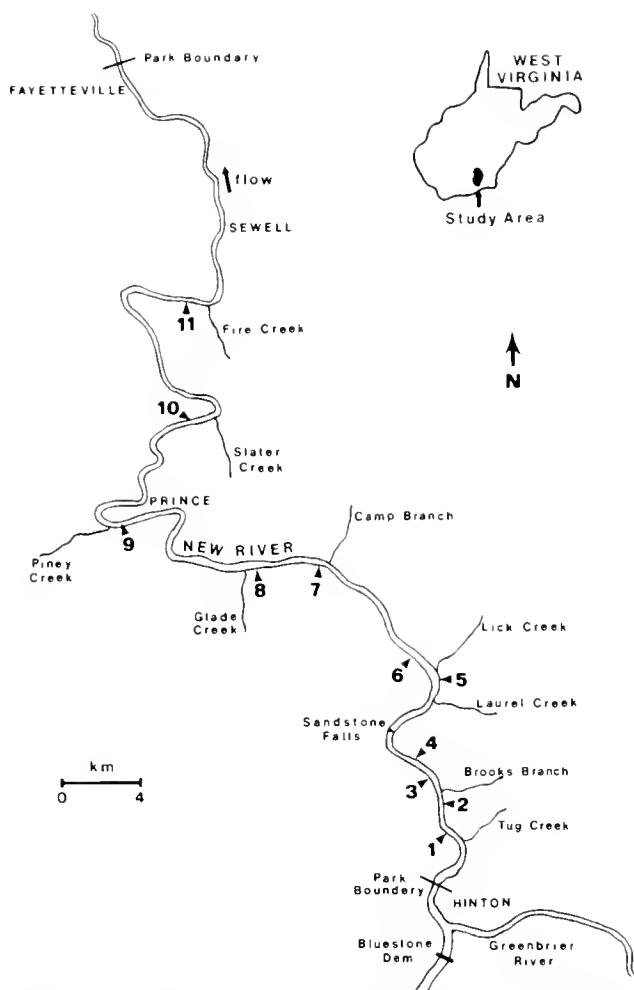 Park Boundary
FAYETTEVILLE
WEST
VIRGINIA
flow
Study Area
SEWELL
11
Fire Creek
N
10
Slater
Creek
PRINCE
9
Piney
Creek
NEW RIVER
Camp Branch
8
7
Glade
Creek
Lick Creek
6
5
Laurel Creek
Sandstone
Falls
4
km
0 4
Brooks Branch
3
2
Tug Creek
1
Park
Boundary
HINTON
Bluestone
Dem
Greenbrier
River